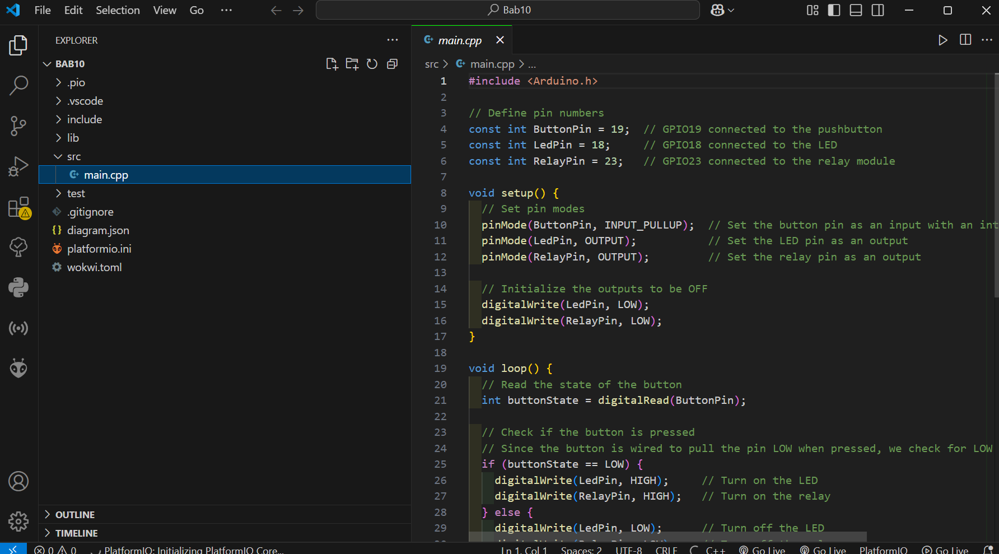 File Edit Selection View Go ··· Bab10
EXPLORER
BAB10
.pio
.vscode
include
lib
src
main.cpp
test
.gitignore
diagram.json
platformio.ini
wokwi.toml
OUTLINE
TIMELINE
main.cpp
src > main.cpp > ...
1 #include <Arduino.h>
2
3 // Define pin numbers
4 const int ButtonPin = 19;  // GPIO19 connected to the pushbutton
5 const int LedPin = 18;     // GPIO18 connected to the LED
6 const int RelayPin = 23;   // GPIO23 connected to the relay module
7
8 void setup() {
9   // Set pin modes
10   pinMode(ButtonPin, INPUT_PULLUP);  // Set the button pin as an input with an int
11   pinMode(LedPin, OUTPUT);           // Set the LED pin as an output
12   pinMode(RelayPin, OUTPUT);         // Set the relay pin as an output
13
14   // Initialize the outputs to be OFF
15   digitalWrite(LedPin, LOW);
16   digitalWrite(RelayPin, LOW);
17 }
18
19 void loop() {
20   // Read the state of the button
21   int buttonState = digitalRead(ButtonPin);
22
23   // Check if the button is pressed
24   // Since the button is wired to pull the pin LOW when pressed, we check for LOW
25   if (buttonState == LOW) {
26     digitalWrite(LedPin, HIGH);     // Turn on the LED
27     digitalWrite(RelayPin, HIGH);   // Turn on the relay
28   } else {
29     digitalWrite(LedPin, LOW);      // Turn off the LED
0 0 PlatformIO: Initializing PlatformIO Core... Ln 1, Col 1 Spaces: 2 UTF-8 CRLF C++ Go Live Go Live PlatformIO Go Live